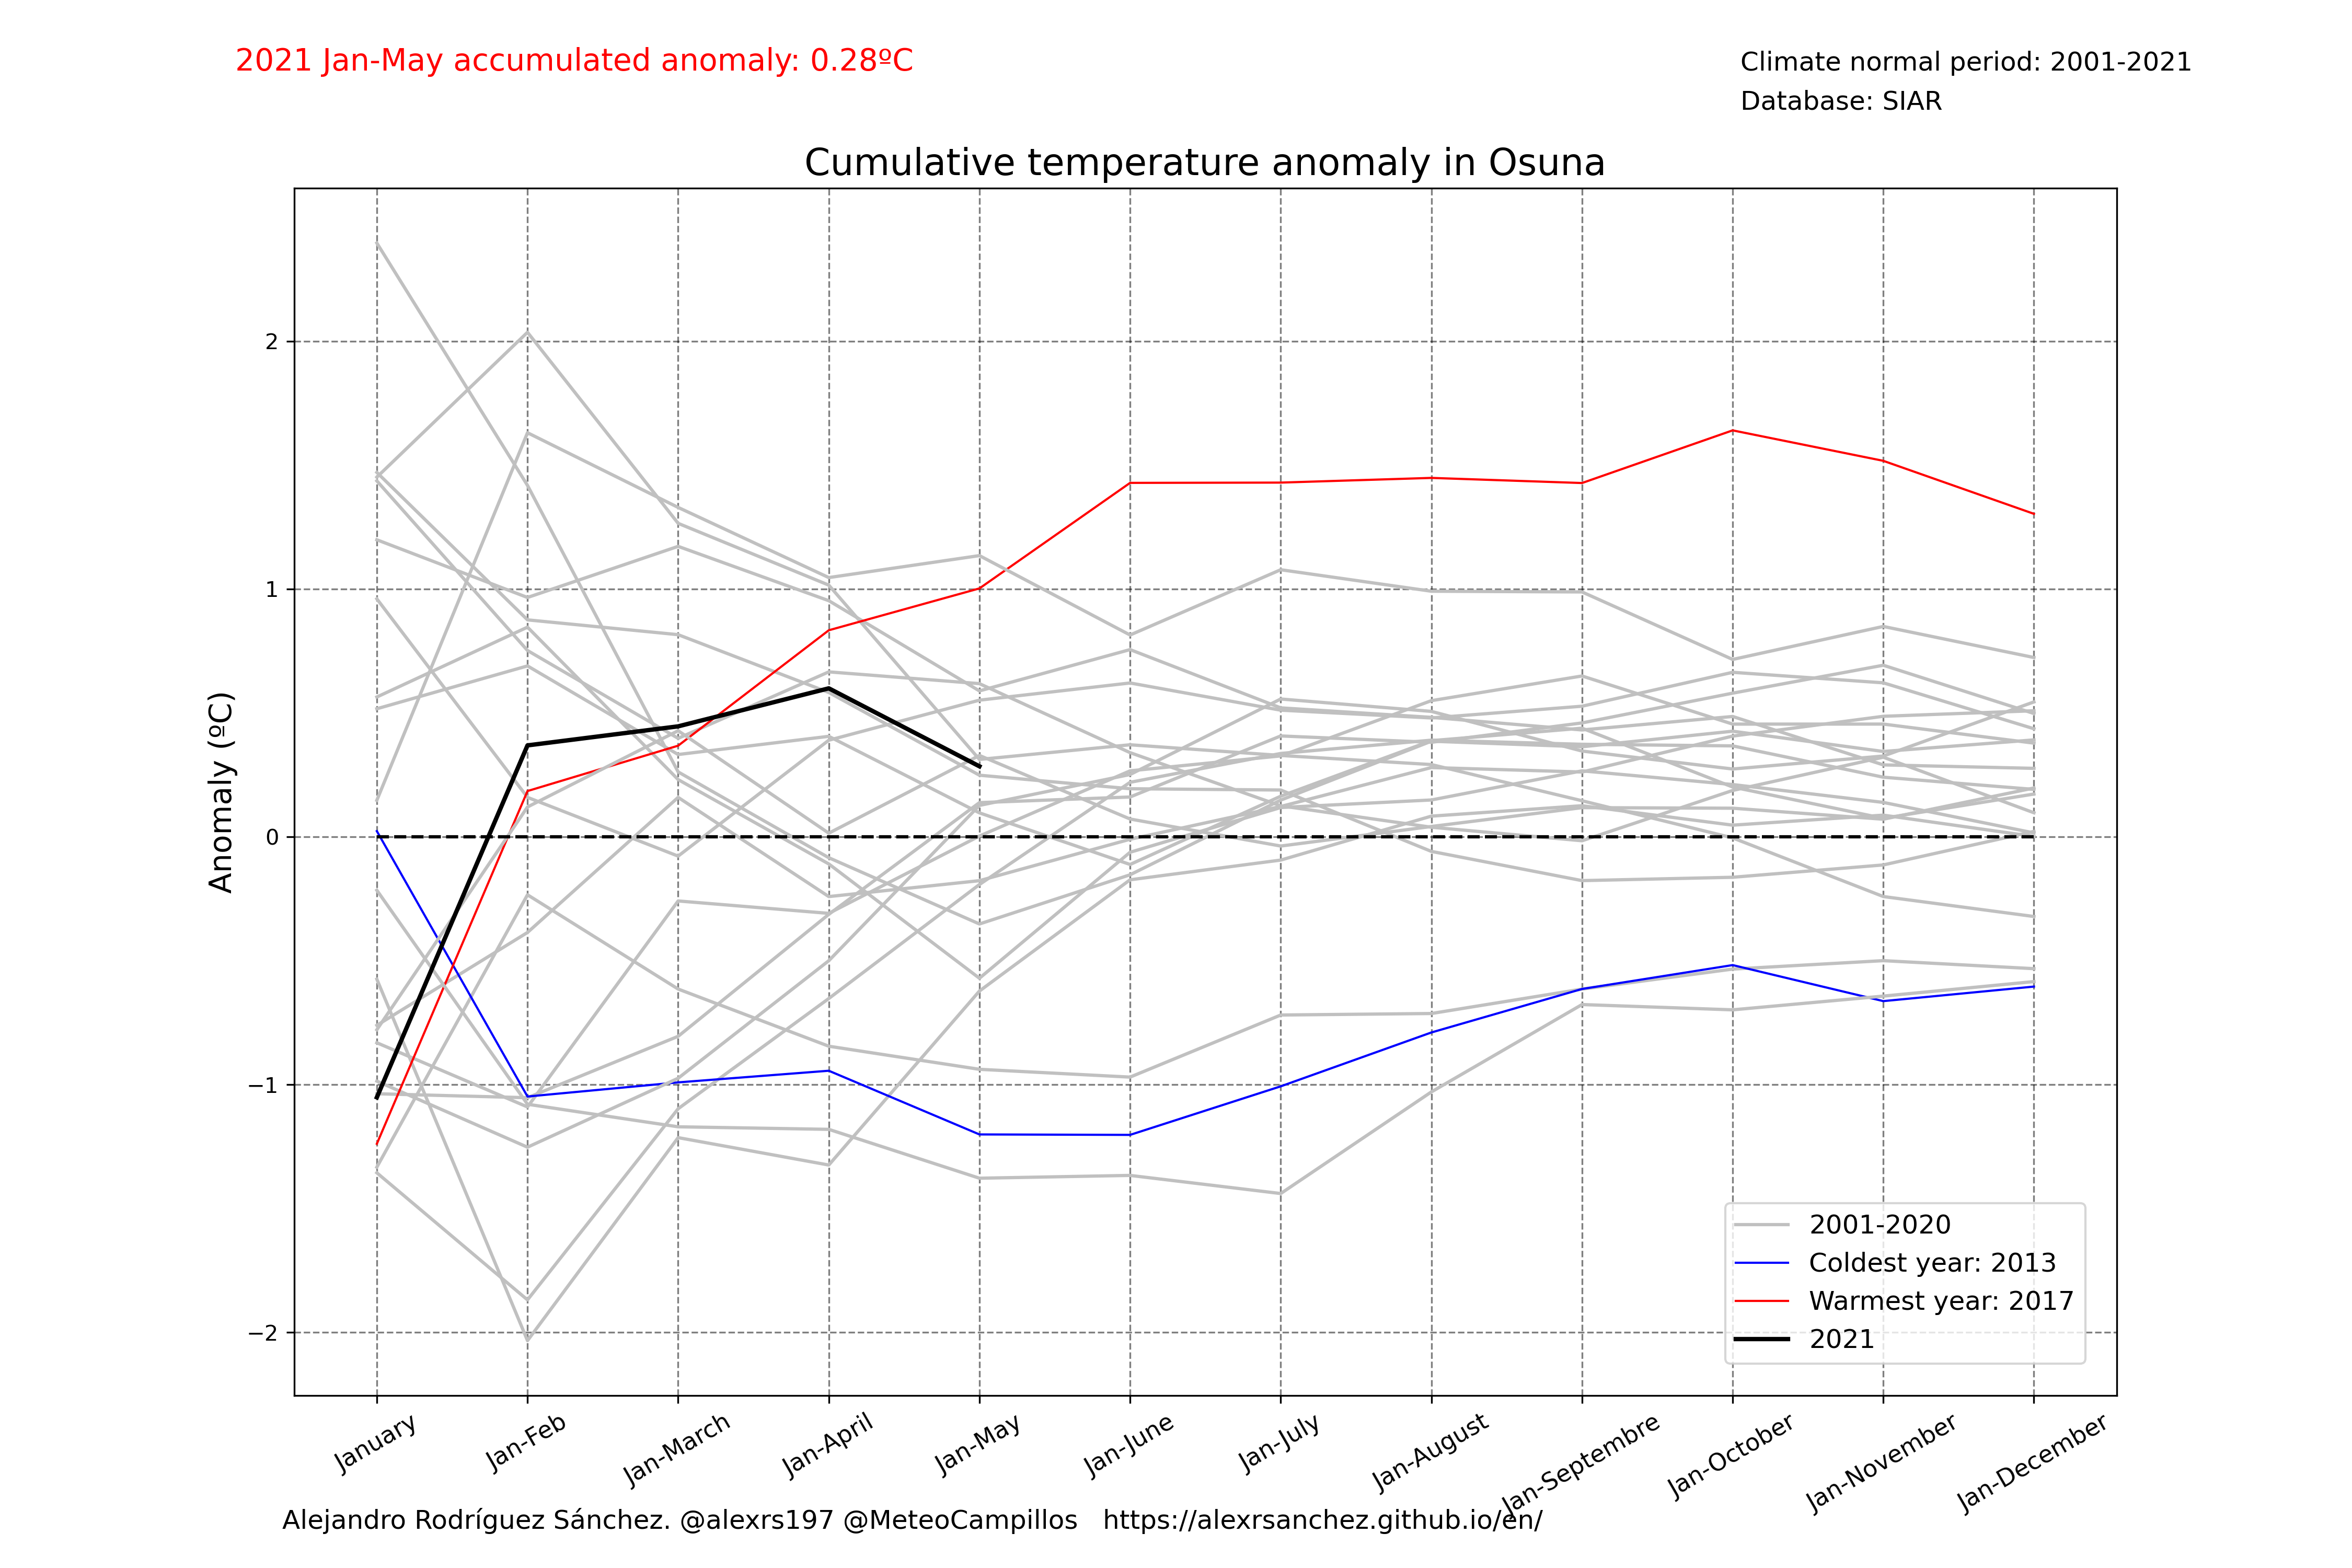 2021 Jan-May accumulated anomaly: 0.28ºC
Climate normal period: 2001-2021
Database: SIAR
Cumulative temperature anomaly in Osuna
Anomaly (ºC)
2
1
0
−1
−2
2001-2020
Coldest year: 2013
Warmest year: 2017
2021
January
Jan-Feb
Jan-March
Jan-April
Jan-May
Jan-June
Jan-July
Jan-August
Jan-Septembre
Jan-October
Jan-November
Jan-December
Alejandro Rodríguez Sánchez. @alexrs197 @MeteoCampillos   https://alexrsanchez.github.io/en/